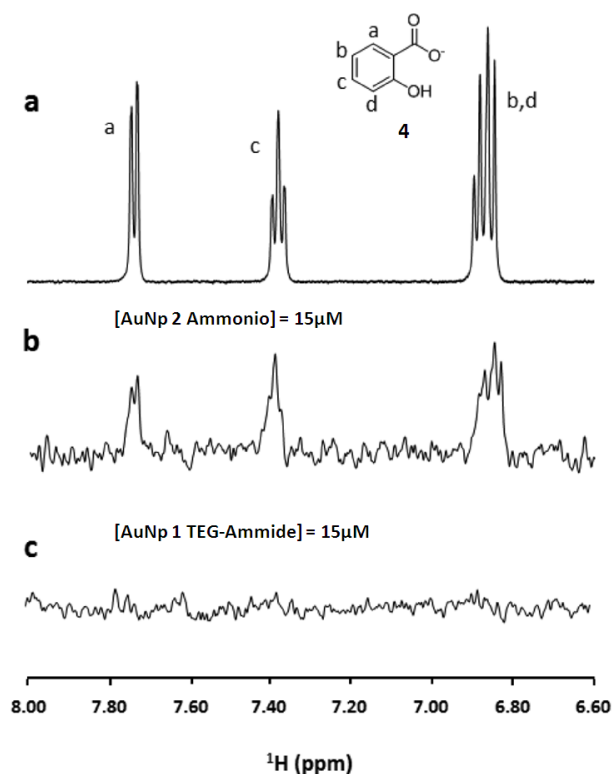 a
a
c
b,d
a
b
c
d
O
O-
OH
4
[AuNp 2 Ammonio] = 15μM
b
[AuNp 1 TEG-Ammide] = 15μM
c
8.00 7.80 7.60 7.40 7.20 7.00 6.80 6.60
1H (ppm)